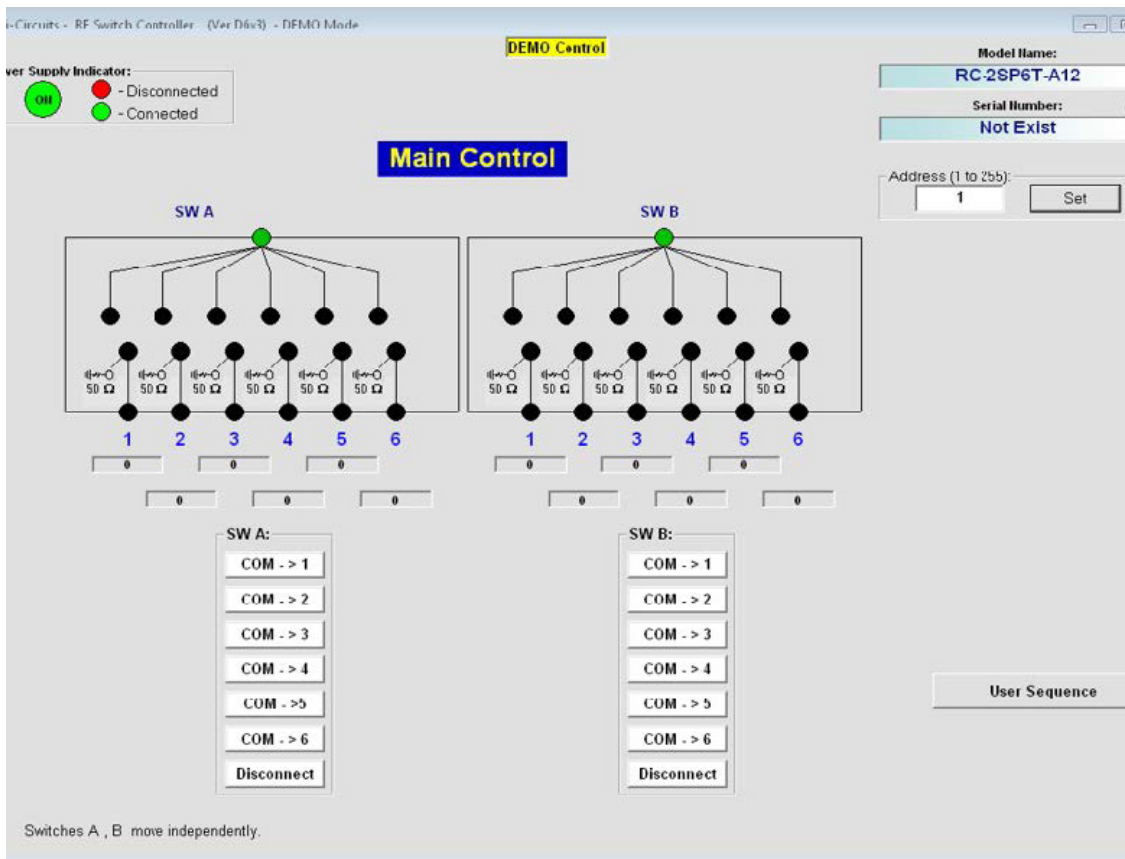 i-Circuits - RF Switch Controller (Ver D6x3) - DEMO Mode
DEMO Control
Model Name:
RC-2SP6T-A12
Serial Number:
Not Exist
wer Supply Indicator:
ON
- Disconnected
- Connected
Address (1 to 255):
1
Set
Main Control
SW A
SW B
50 Ω 50 Ω 50 Ω 50 Ω 50 Ω 50 Ω
50 Ω 50 Ω 50 Ω 50 Ω 50 Ω 50 Ω
1 2 3 4 5 6
1 2 3 4 5 6
0 0 0
0 0 0
0 0 0
0 0 0
SW A:
COM - > 1
COM - > 2
COM - > 3
COM - > 4
COM - >5
COM - > 6
Disconnect
SW B:
COM - > 1
COM - > 2
COM - > 3
COM - > 4
COM - > 5
COM - > 6
Disconnect
User Sequence
Switches A , B move independently.